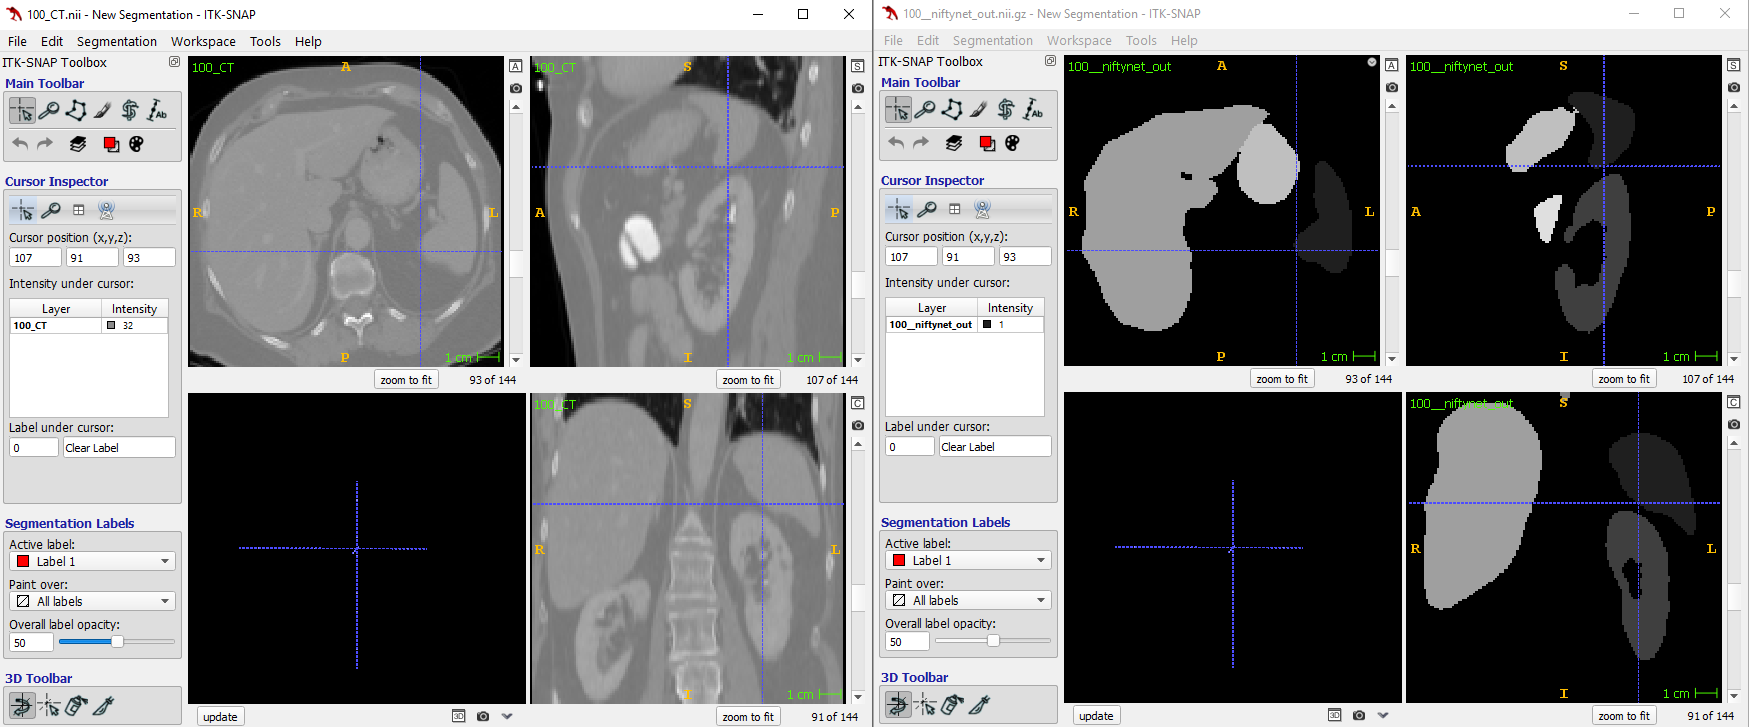 100_CT.nii - New Segmentation - ITK-SNAP
File Edit Segmentation Workspace Tools Help
ITK-SNAP Toolbox
Main Toolbar
Ab
Cursor Inspector
Cursor position (x,y,z):
107 91 93
Intensity under cursor:
Layer Intensity
100_CT 32
Label under cursor:
0 Clear Label
Segmentation Labels
Active label:
Label 1
Paint over:
All labels
Overall label opacity:
50
3D Toolbar
100_CT
A
R
L
P
1 cm
A
zoom to fit 93 of 144
100_CT
S
A
P
I
1 cm
S
zoom to fit 107 of 144
update
3D
100_CT
S
R
L
I
1 cm
C
zoom to fit 91 of 144
100__niftynet_out.nii.gz - New Segmentation - ITK-SNAP
File Edit Segmentation Workspace Tools Help
ITK-SNAP Toolbox
Main Toolbar
Ab
Cursor Inspector
Cursor position (x,y,z):
107 91 93
Intensity under cursor:
Layer Intensity
100__niftynet_out 1
Label under cursor:
0 Clear Label
Segmentation Labels
Active label:
Label 1
Paint over:
All labels
Overall label opacity:
50
3D Toolbar
100__niftynet_out
A
R
L
P
1 cm
A
zoom to fit 93 of 144
100__niftynet_out
S
A
P
I
1 cm
S
zoom to fit 107 of 144
update
3D
100__niftynet_out
S
R
L
I
1 cm
C
zoom to fit 91 of 144